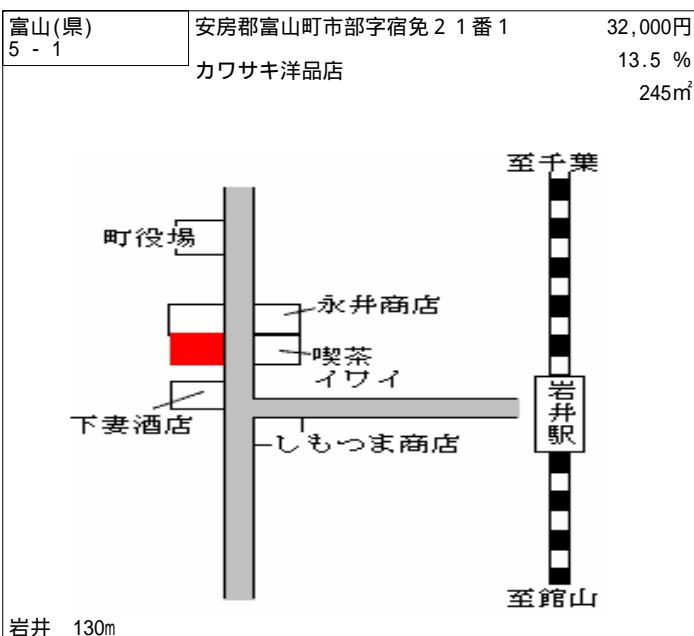 富山(県)
5 - 1
安房郡富山町市部字宿免２１番１
32,000円
カワサキ洋品店
13.5 %
245㎡
至千葉
町役場
永井商店
喫茶
イワイ
下妻酒店
しもつま商店
岩井駅
至館山
岩井 130m